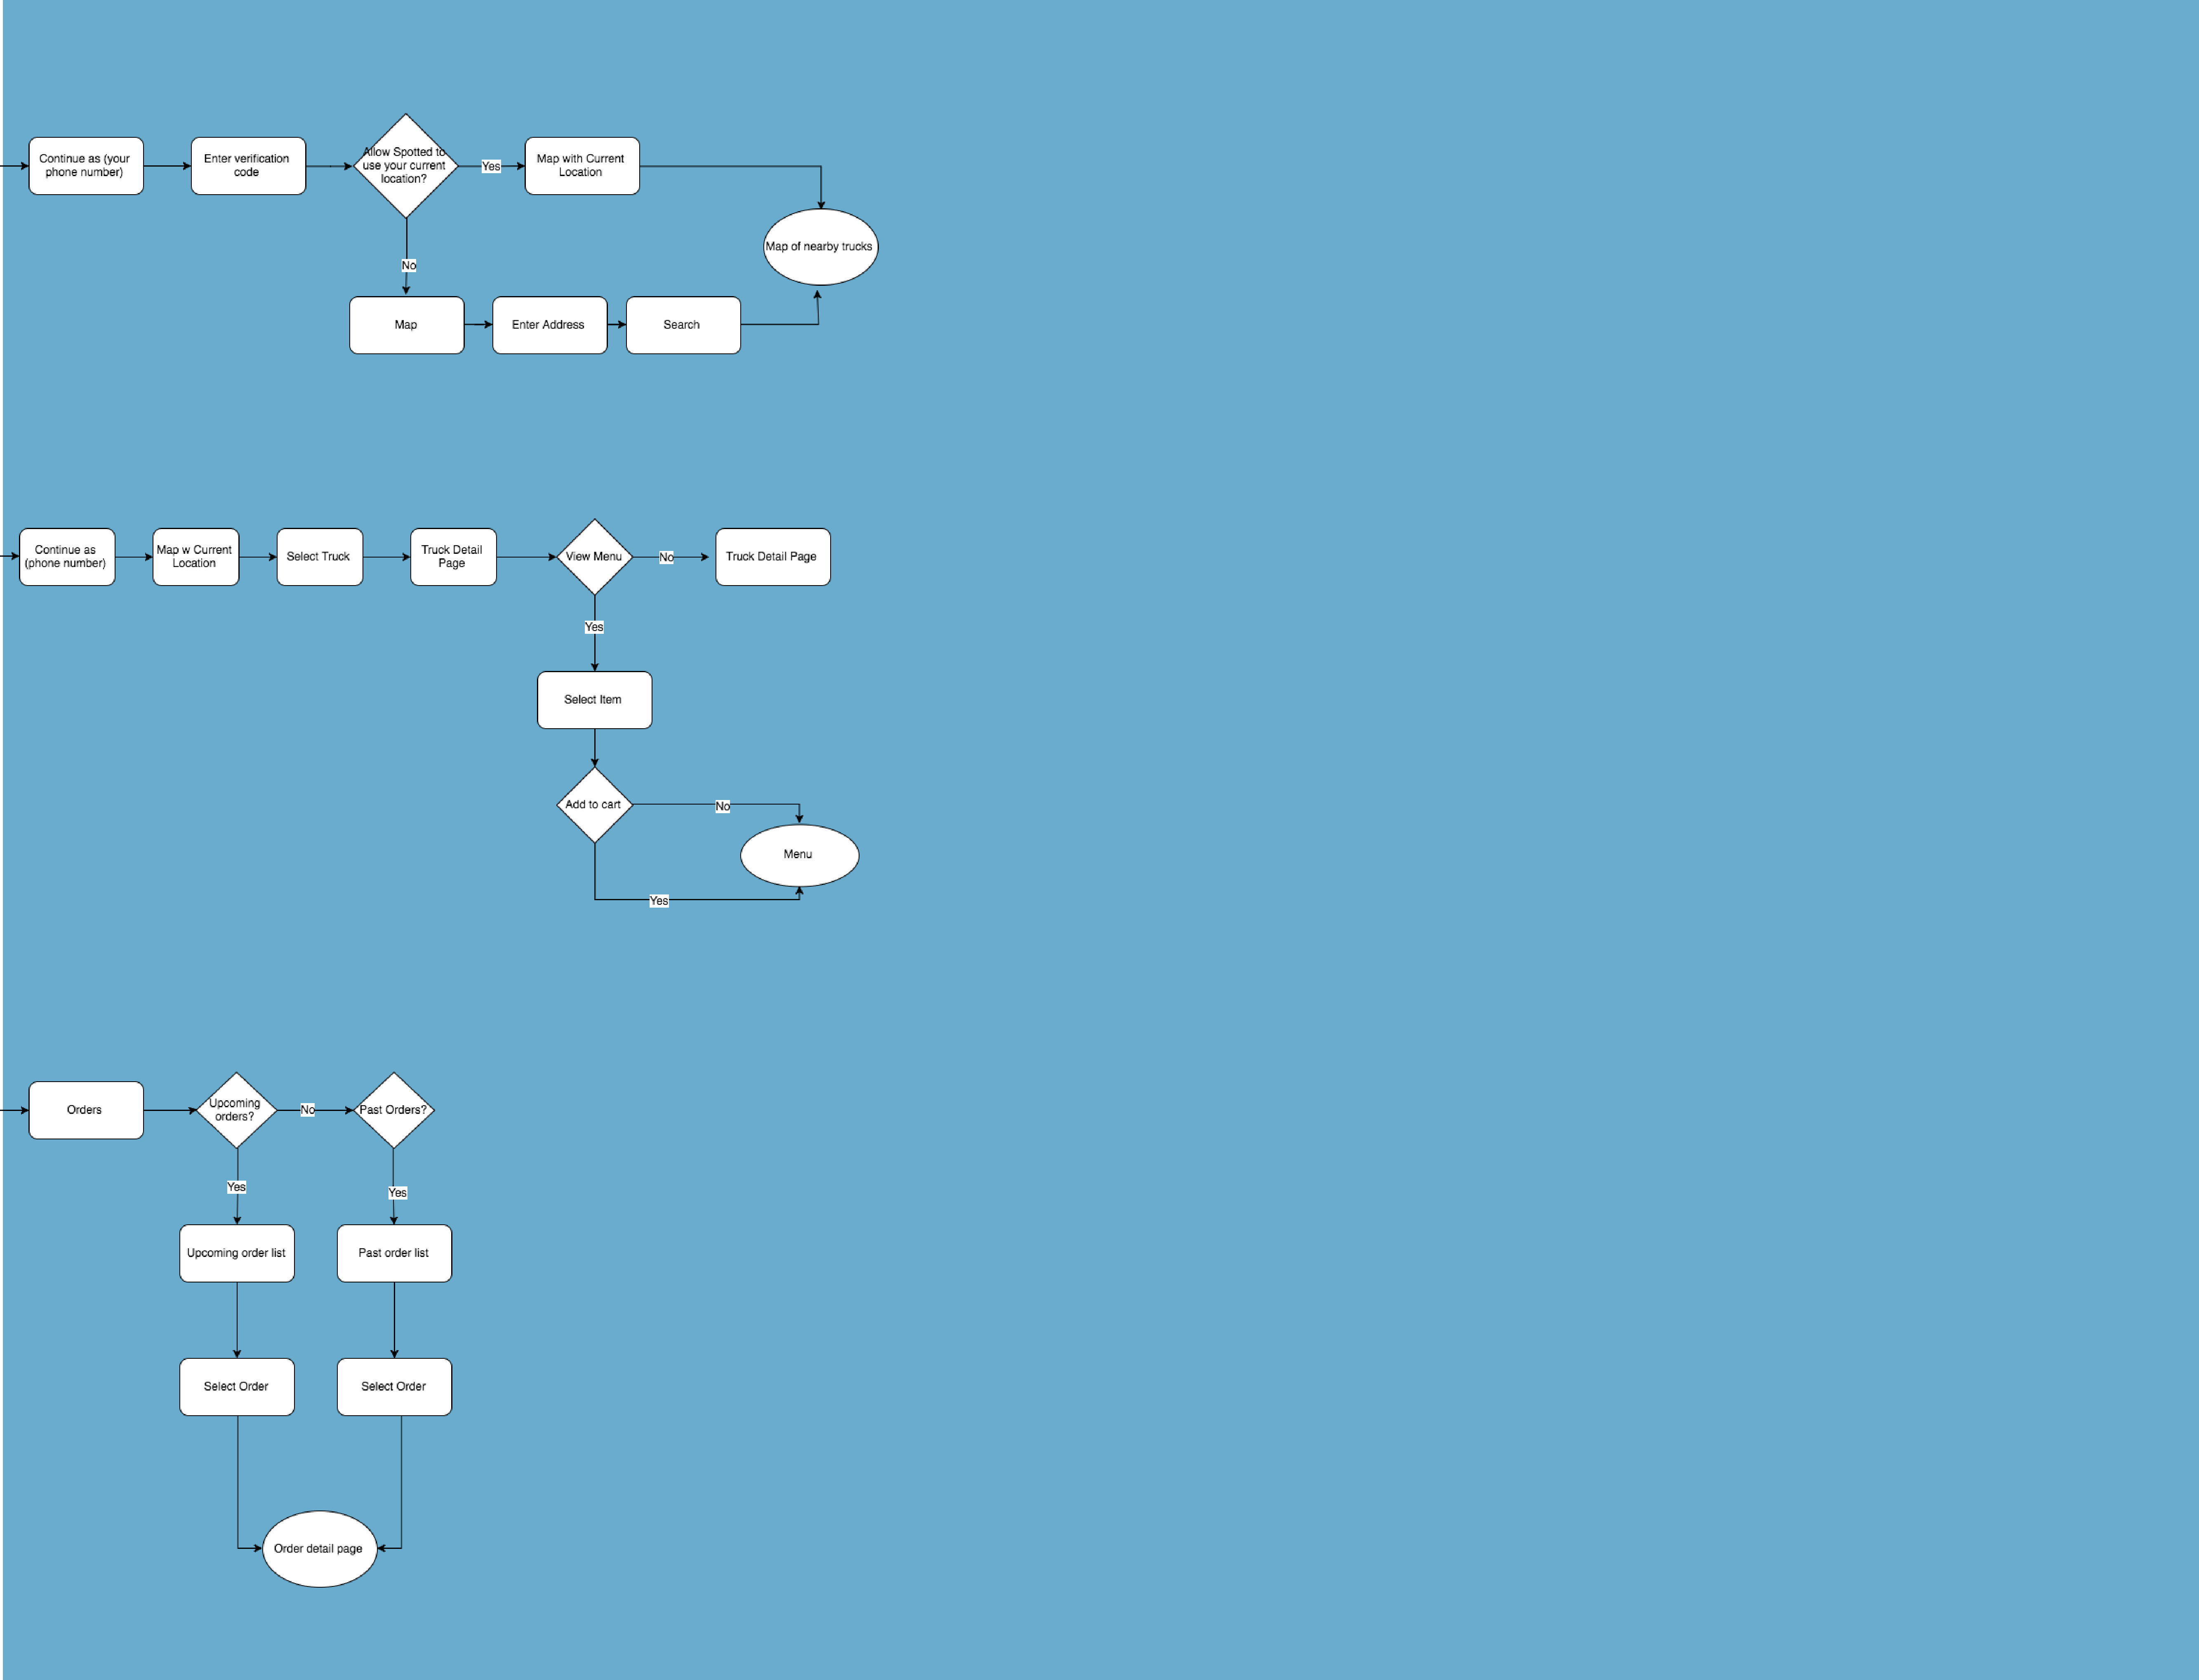 Continue as (your
phone number)
Enter verification
code
Allow Spotted to
use your current
location?
Yes
Map with Current
Location
Map of nearby trucks
No
Map
Enter Address
Search
Continue as
(phone number)
Map w Current
Location
Select Truck
Truck Detail
Page
View Menu
No
Truck Detail Page
Yes
Select Item
Add to cart
No
Menu
Yes
Orders
Upcoming
orders?
No
Past Orders?
Yes
Yes
Upcoming order list
Past order list
Select Order
Select Order
Order detail page